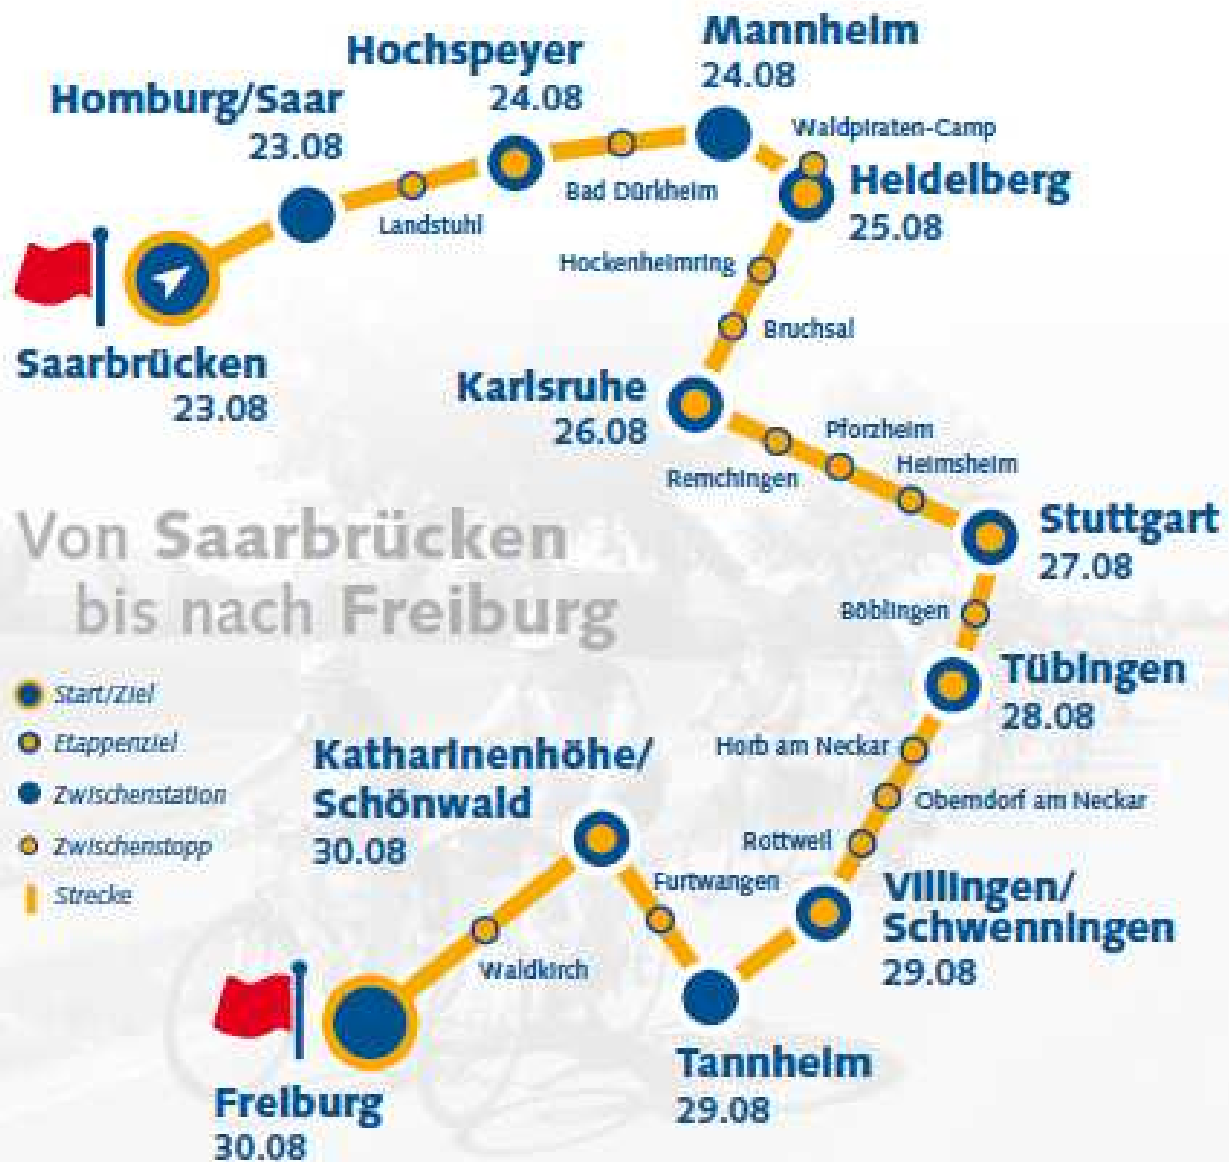 Mannheim
24.08
Hochspeyer
24.08
Homburg/Saar
23.08
Waldpiraten-Camp
Heidelberg
25.08
Bad Dürkheim
Landstuhl
Hockenheimring
Bruchsal
Saarbrücken
23.08
Karlsruhe
26.08
Pforzheim
Heimsheim
Remchingen
Stuttgart
27.08
Von Saarbrücken
bis nach Freiburg
Böblingen
Tübingen
28.08
Start/Ziel
Etappenziel
Zwischenstation
Zwischenstopp
Strecke
Horb am Neckar
Oberndorf am Neckar
Rottweil
Katharinenhöhe/
Schönwald
30.08
Furtwangen
Villingen/
Schwenningen
29.08
Waldkirch
Tannheim
29.08
Freiburg
30.08